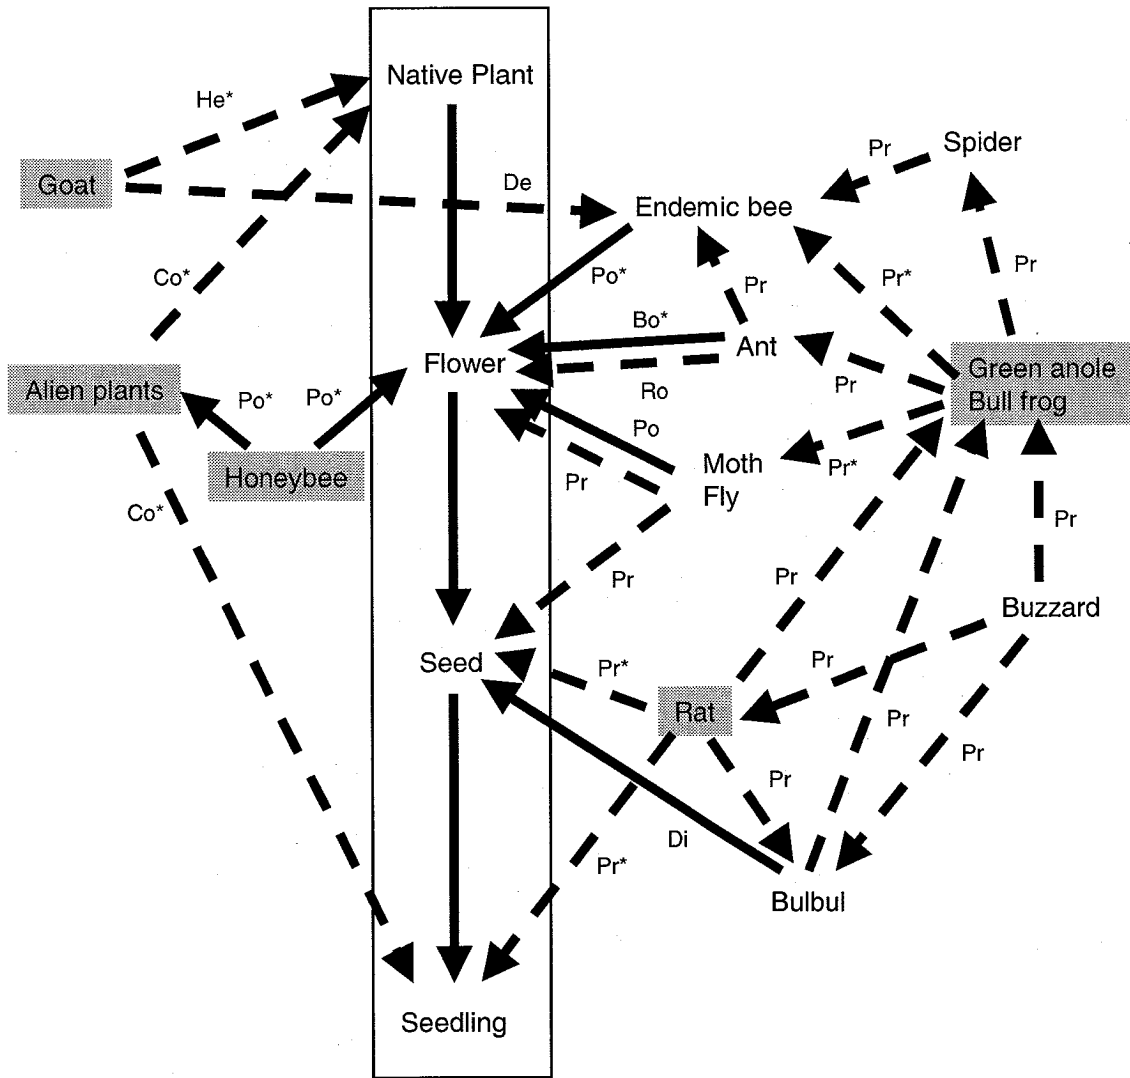 Native Plant
He*
Goat
De
Spider
Pr
Endemic bee
Co*
Po*
Pr
Pr*
Pr
Bo*
Ant
Flower
Ro
Pr
Green anole
Bull frog
Alien plants
Po*
Po*
Po
Honeybee
Pr
Moth
Fly
Pr*
Co*
Pr
Pr
Pr
Buzzard
Seed
Pr*
Rat
Pr
Pr
Pr
Pr
Di
Pr*
Bulbul
Seedling